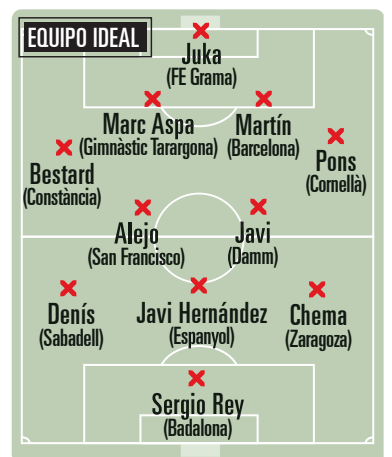 EQUIPO IDEAL
Juka
(FE Grama)
Marc Aspa
(Gimnàstic Tarargona)
Martín
(Barcelona)
Bestard
(Constància)
Pons
(Cornellà)
Alejo
(San Francisco)
Javi
(Damm)
Denís
(Sabadell)
Javi Hernández
(Espanyol)
Chema
(Zaragoza)
Sergio Rey
(Badalona)